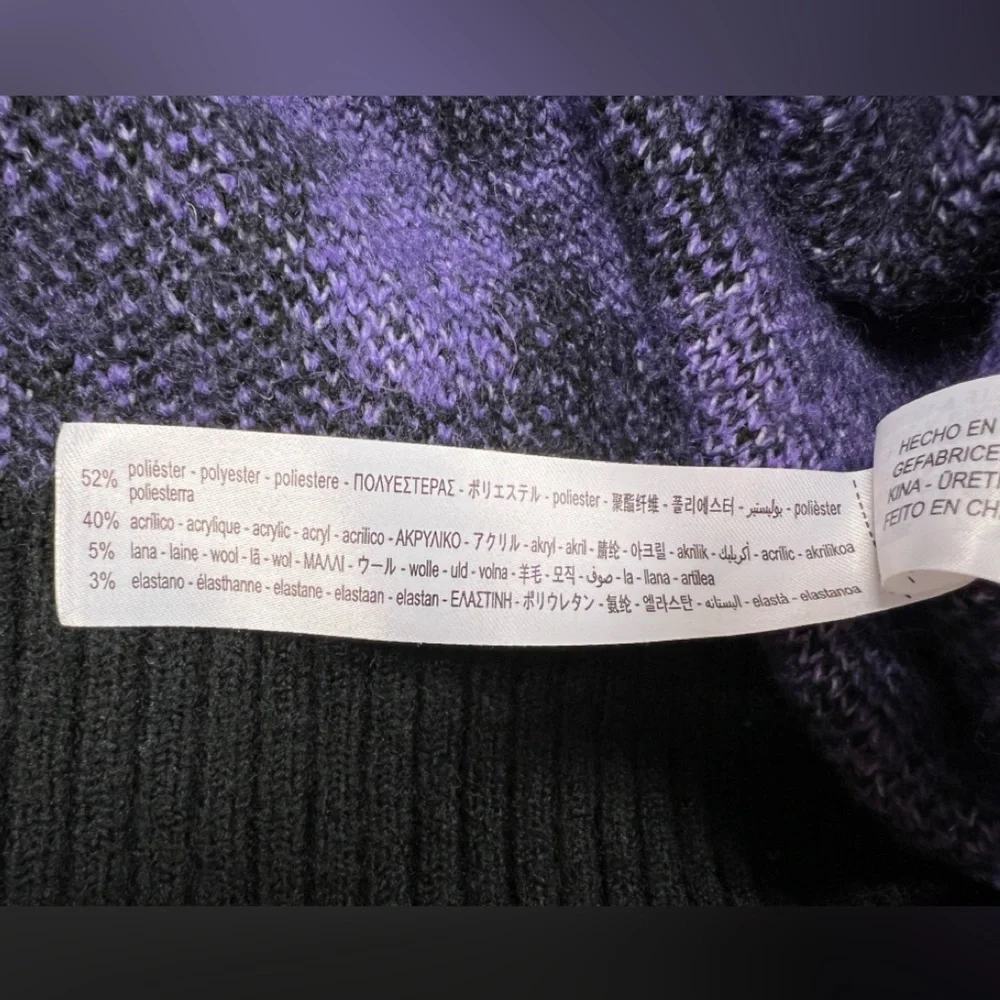 52% poliéster - polyester - poliestere - ΠΟΛΥΕΣΤΕΡΑΣ - ポリエステル - poliester - 聚酯纤维 - 폴리에스터 - بوليستير - polièster
poliesterra
40% acrílico - acrylique - acrylic - acryl - acrilico - ΑΚΡΥΛΙΚΟ - アクリル - akryl - akril - 腈纶 - 아크릴 - akrilik - أكريليك - acrílic - akrilikoa
5% lana - laine - wool - lã - wol - ΜΑΛΛΙ - ウール - wolle - uld - volna - 羊毛 - 모직 - صوف - la - llana - artilea
3% elastano - élasthanne - elastane - elastaan - elastan - ΕΛΑΣΤΙΝΗ - ポリウレタン - 氨纶 - 엘라스탄 - اليستانه - elastà - elastanoa
HECHO EN
GEFABRICE
KINA - ÜRETI
FEITO EN CH